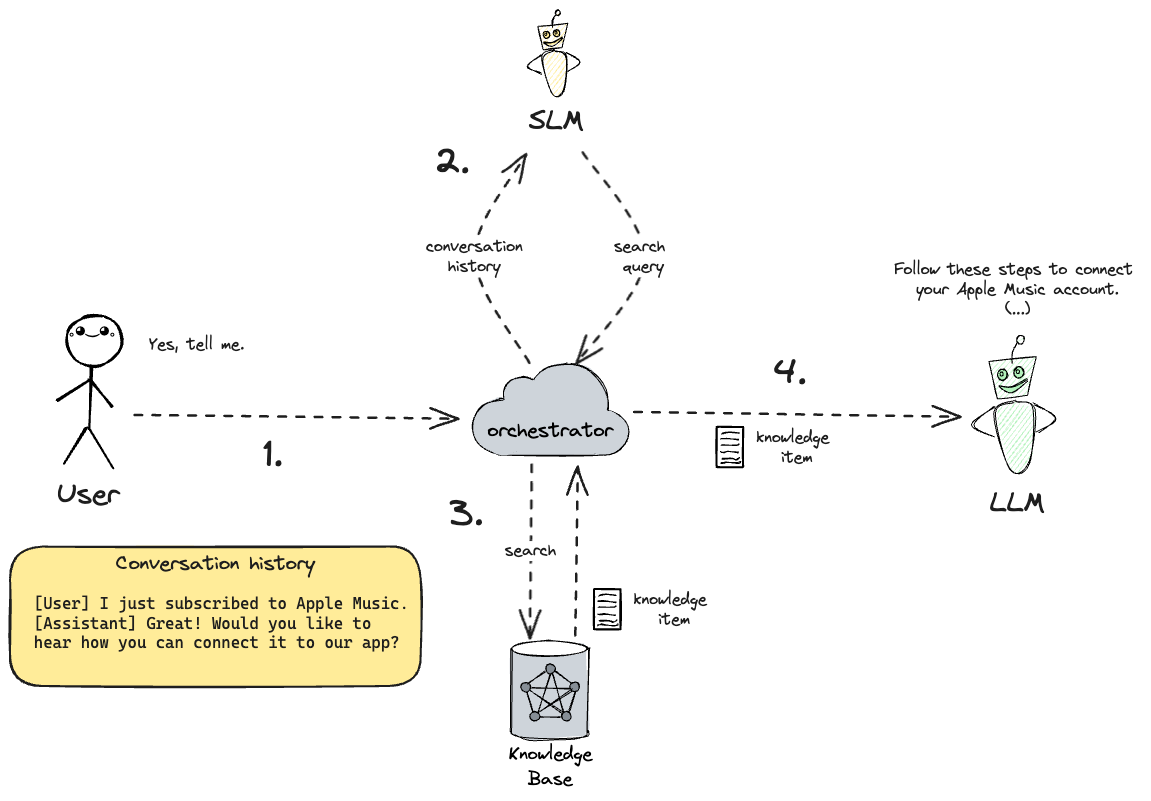 SLM
2.
conversation
history
search
query
Follow these steps to connect
your Apple Music account.
(...)
Yes, tell me.
4.
orchestrator
knowledge
item
1.
User
LLM
3.
search
knowledge
item
Conversation history
[User] I just subscribed to Apple Music.
[Assistant] Great! Would you like to
hear how you can connect it to our app?
Knowledge
Base